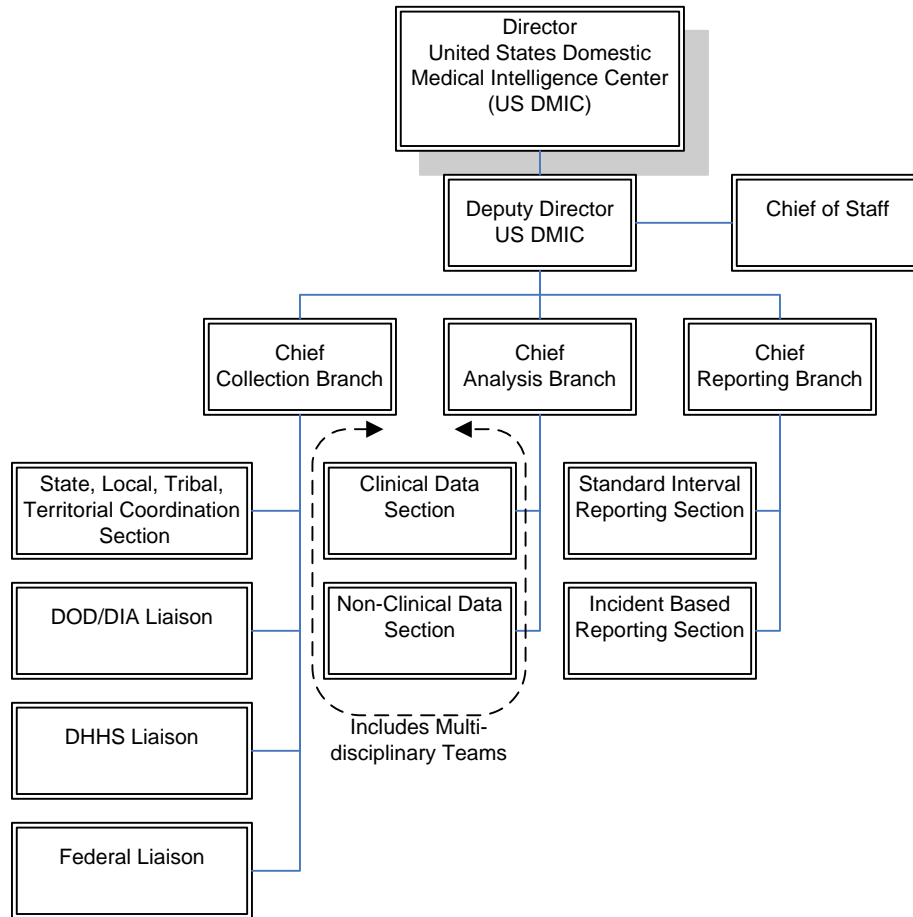 Director
United States Domestic
Medical Intelligence Center
(US DMIC)
Deputy Director
US DMIC
Chief of Staff
Chief
Collection Branch
Chief
Analysis Branch
Chief
Reporting Branch
State, Local, Tribal,
Territorial Coordination
Section
Clinical Data
Section
Standard Interval
Reporting Section
DOD/DIA Liaison
Non-Clinical Data
Section
Incident Based
Reporting Section
DHHS Liaison
Includes Multi-
disciplinary Teams
Federal Liaison